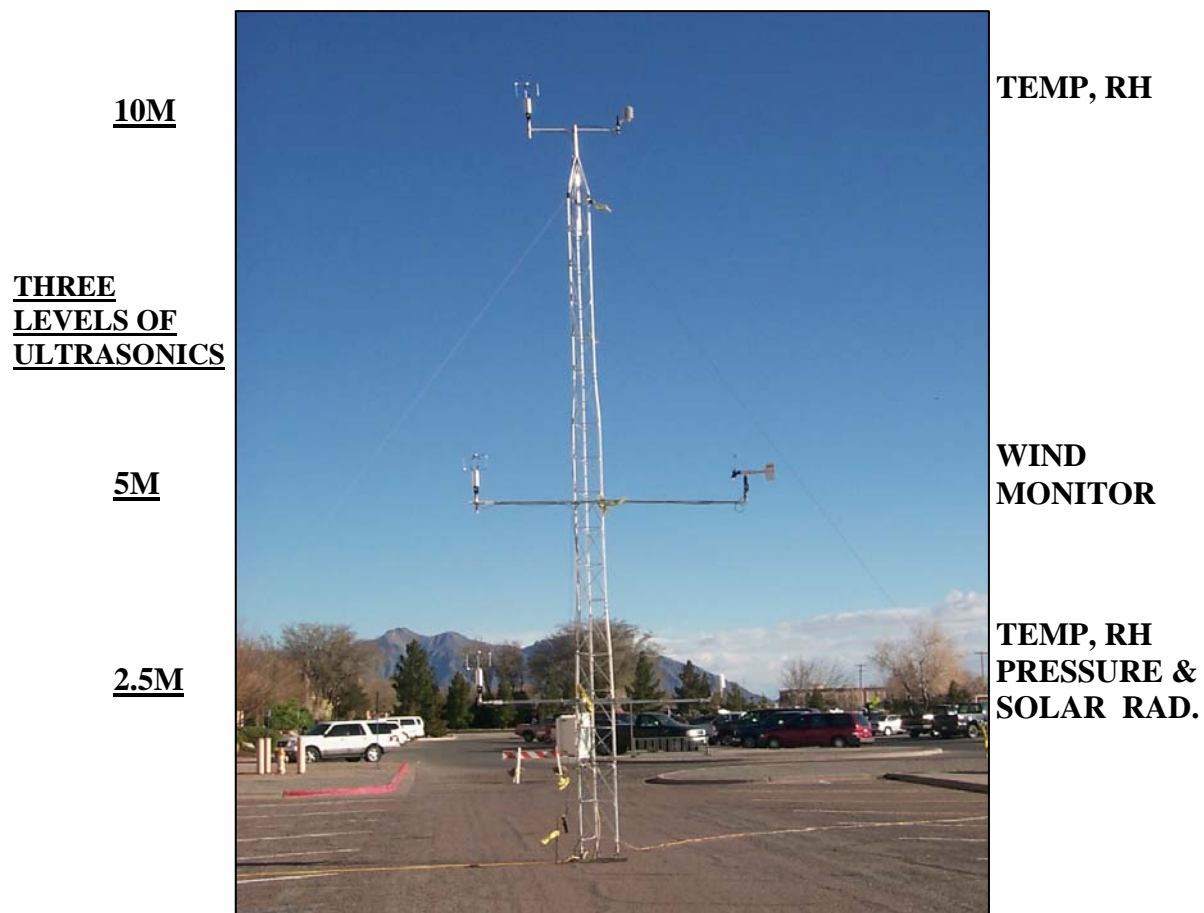 10M
TEMP, RH
THREE
LEVELS OF
ULTRASONICS
5M
WIND
MONITOR
2.5M
TEMP, RH
PRESSURE &
SOLAR RAD.